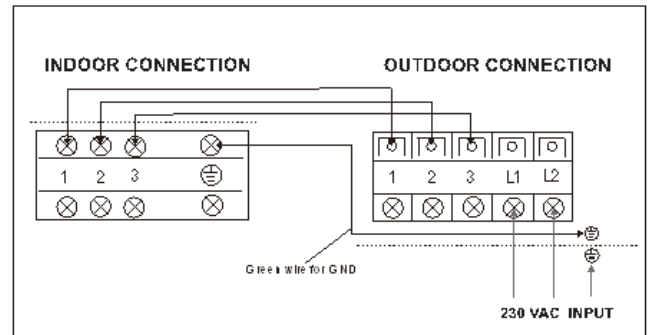 INDOOR CONNECTION
OUTDOOR CONNECTION
1 2 3
1 2 3 L1 L2
Green wire for GND
230 VAC INPUT